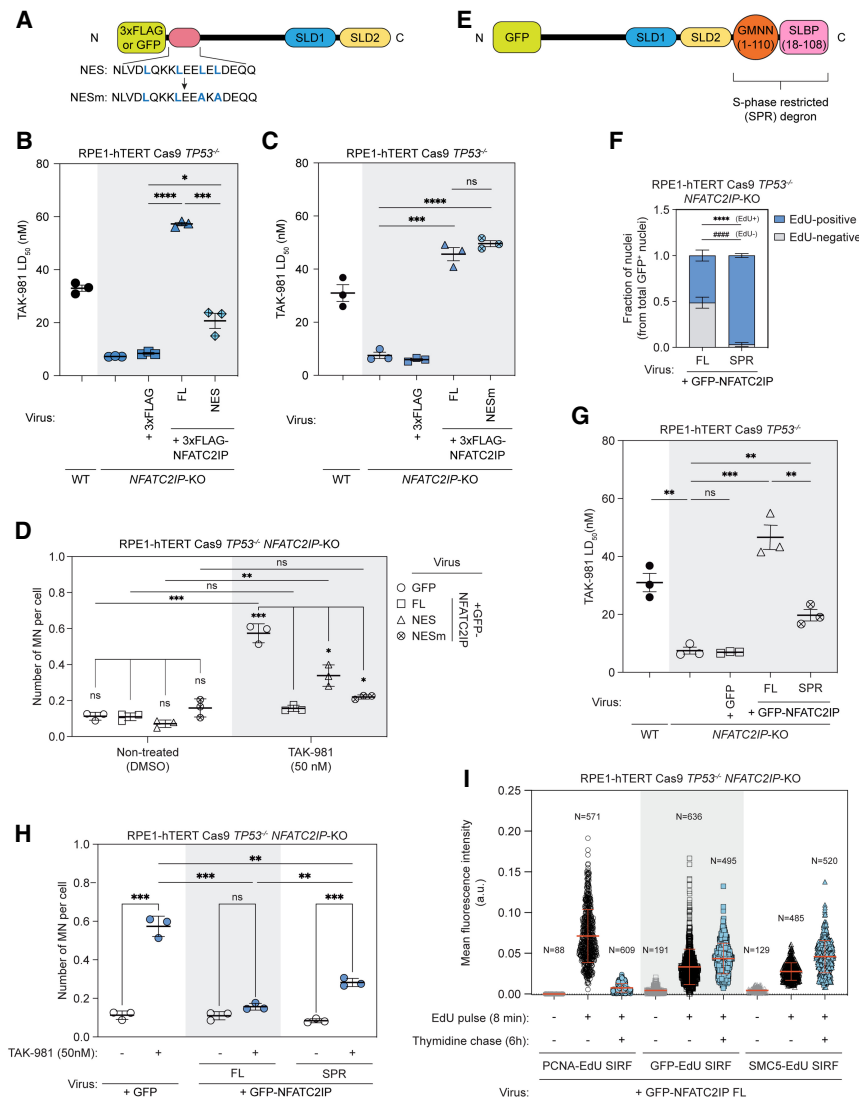 A
N
3xFLAG
or GFP
SLD1
SLD2
C
NES: NLVDLQKKLEELELDEQQ
NESm: NLVDLQKKLEEAKADEQQ
E
N
GFP
SLD1
SLD2
GMNN
(1-110)
SLBP
(18-108)
C
S-phase restricted
(SPR) degron
B
RPE1-hTERT Cas9 TP53-/-
TAK-981 LD50 (nM)
80
60
40
20
0
*
**** ***
Virus:
+ 3xFLAG
FL
NES
+ 3xFLAG-
NFATC2IP
WT
NFATC2IP-KO
C
RPE1-hTERT Cas9 TP53-/-
TAK-981 LD50 (nM)
80
60
40
20
0
ns
****
***
Virus:
+ 3xFLAG
FL
NESm
+ 3xFLAG-
NFATC2IP
WT
NFATC2IP-KO
F
RPE1-hTERT Cas9 TP53-/-
NFATC2IP-KO
Fraction of nuclei
(from total GFP+ nuclei)
1.5
1.0
0.5
0.0
**** (EdU+)
#### (EdU-)
EdU-positive
EdU-negative
FL SPR
Virus:
+ GFP-NFATC2IP
D
RPE1-hTERT Cas9 TP53-/- NFATC2IP-KO
Number of MN per cell
1.0
0.8
0.6
0.4
0.2
0.0
ns
**
ns
***
***
*
*
ns
ns
ns
ns
Non-treated
(DMSO)
TAK-981
(50 nM)
Virus
GFP
FL
NES
NESm
+GFP-
NFATC2IP
G
RPE1-hTERT Cas9 TP53-/-
TAK-981 LD50(nM)
80
60
40
20
0
**
*** **
** ns
Virus:
+ GFP
FL
SPR
+ GFP-NFATC2IP
WT
NFATC2IP-KO
H
RPE1-hTERT Cas9 TP53-/- NFATC2IP-KO
Number of MN per cell
1.0
0.8
0.6
0.4
0.2
0.0
**
*** **
*** ns ***
TAK-981 (50nM): - + - + - +
FL SPR
Virus:
+ GFP
+ GFP-NFATC2IP
I
RPE1-hTERT Cas9 TP53-/- NFATC2IP-KO
Mean fluorescence intensity
(a.u.)
0.25
0.20
0.15
0.10
0.05
0.00
N=88
N=571
N=609
N=191
N=636
N=495
N=129
N=485
N=520
EdU pulse (8 min): - + + - + + - + +
Thymidine chase (6h): - - + - - + - - +
PCNA-EdU SIRF GFP-EdU SIRF SMC5-EdU SIRF
Virus:
+ GFP-NFATC2IP FL